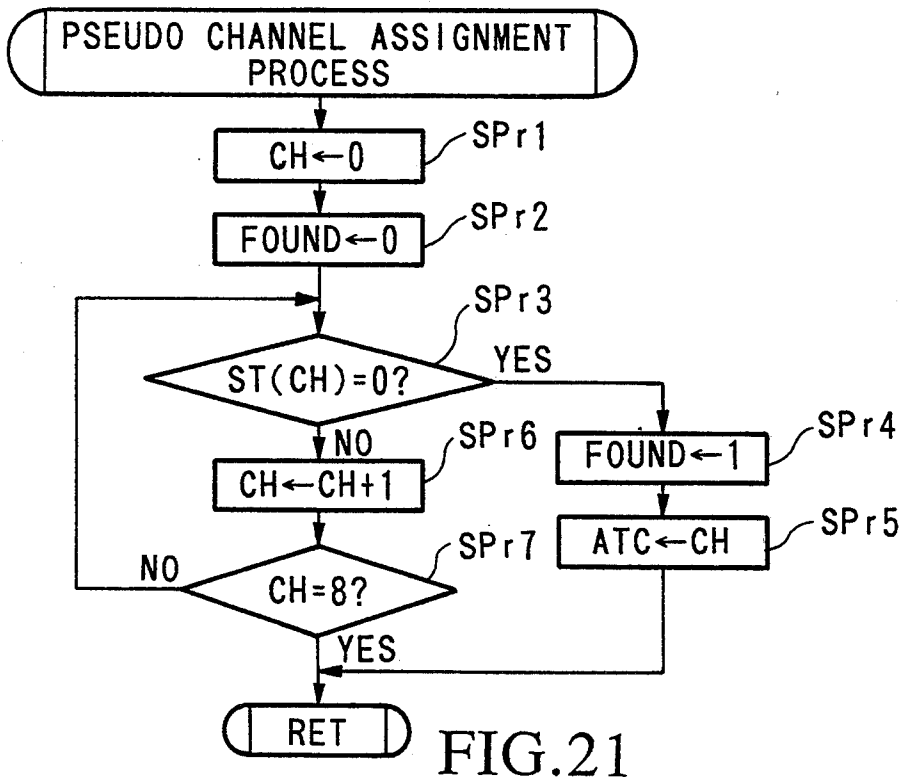 PSEUDO CHANNEL ASSIGNMENT
PROCESS
CH←0
SPr1
FOUND←0
SPr2
SPr3
ST(CH)=0?
YES
NO
SPr6
CH←CH+1
SPr4
FOUND←1
SPr5
ATC←CH
SPr7
NO
CH=8?
YES
RET
FIG.21